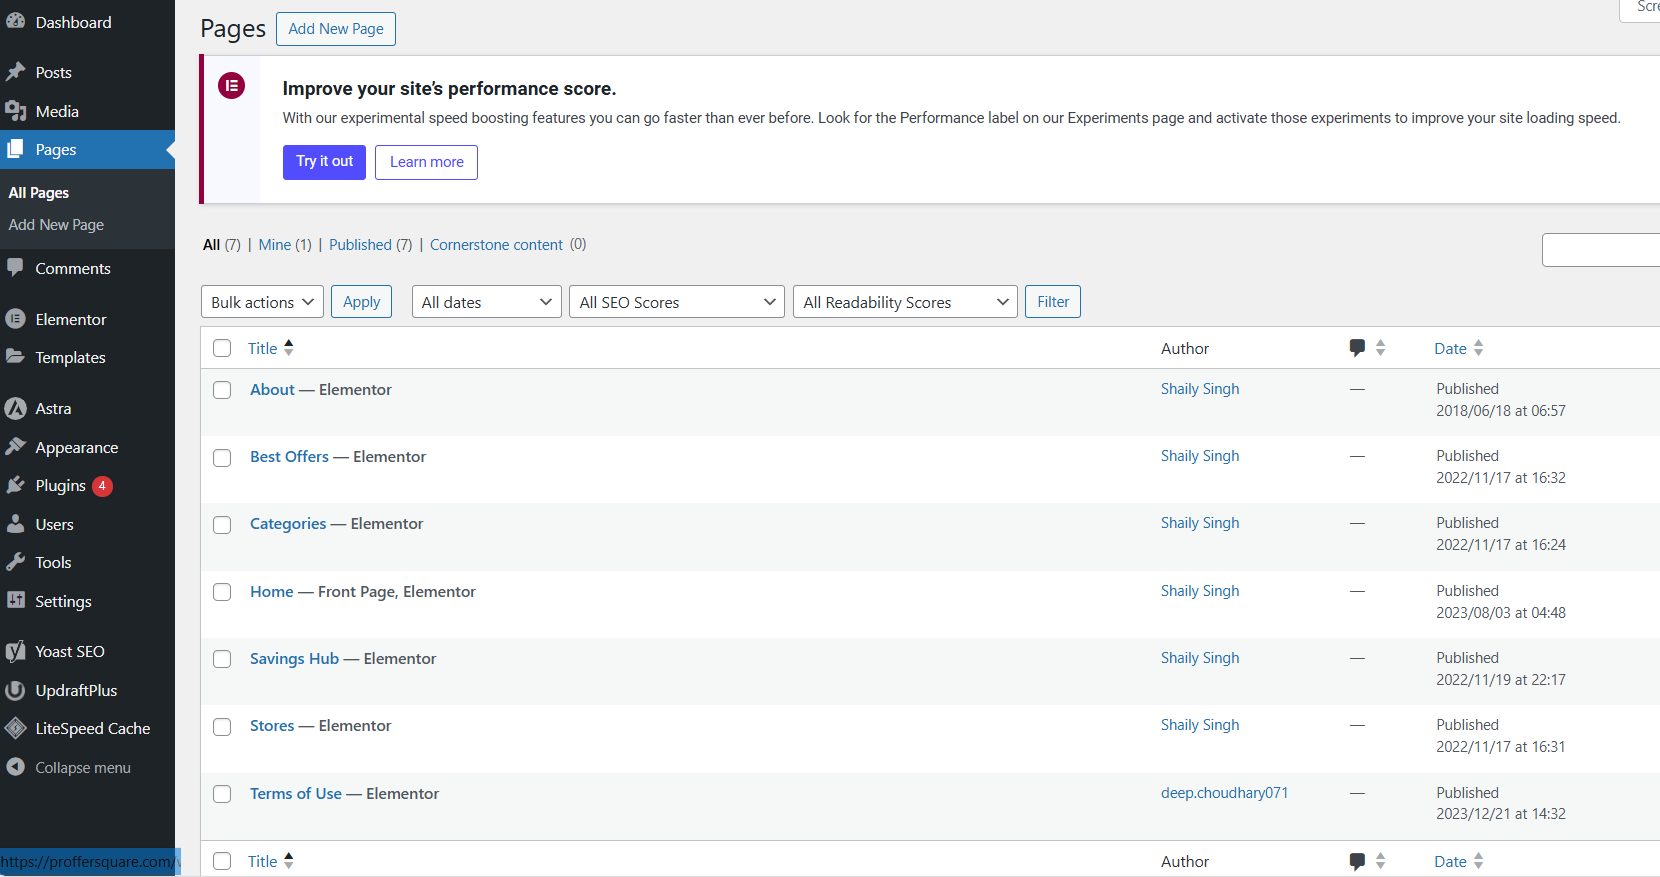 Dashboard
Posts
Media
Pages
All Pages
Add New Page
Comments
Elementor
Templates
Astra
Appearance
Plugins 4
Users
Tools
Settings
Yoast SEO
UpdraftPlus
LiteSpeed Cache
Collapse menu
https://proffersquare.com/
Pages Add New Page
Improve your site's performance score.
With our experimental speed boosting features you can go faster than ever before. Look for the Performance label on our Experiments page and activate those experiments to improve your site loading speed.
Try it out Learn more
All (7) | Mine (1) | Published (7) | Cornerstone content (0)
Bulk actions Apply All dates All SEO Scores All Readability Scores Filter
Title Author Date
About — Elementor Shaily Singh — Published
2018/06/18 at 06:57
Best Offers — Elementor Shaily Singh — Published
2022/11/17 at 16:32
Categories — Elementor Shaily Singh — Published
2022/11/17 at 16:24
Home — Front Page, Elementor Shaily Singh — Published
2023/08/03 at 04:48
Savings Hub — Elementor Shaily Singh — Published
2022/11/19 at 22:17
Stores — Elementor Shaily Singh — Published
2022/11/17 at 16:31
Terms of Use — Elementor deep.choudhary071 — Published
2023/12/21 at 14:32
Title Author Date